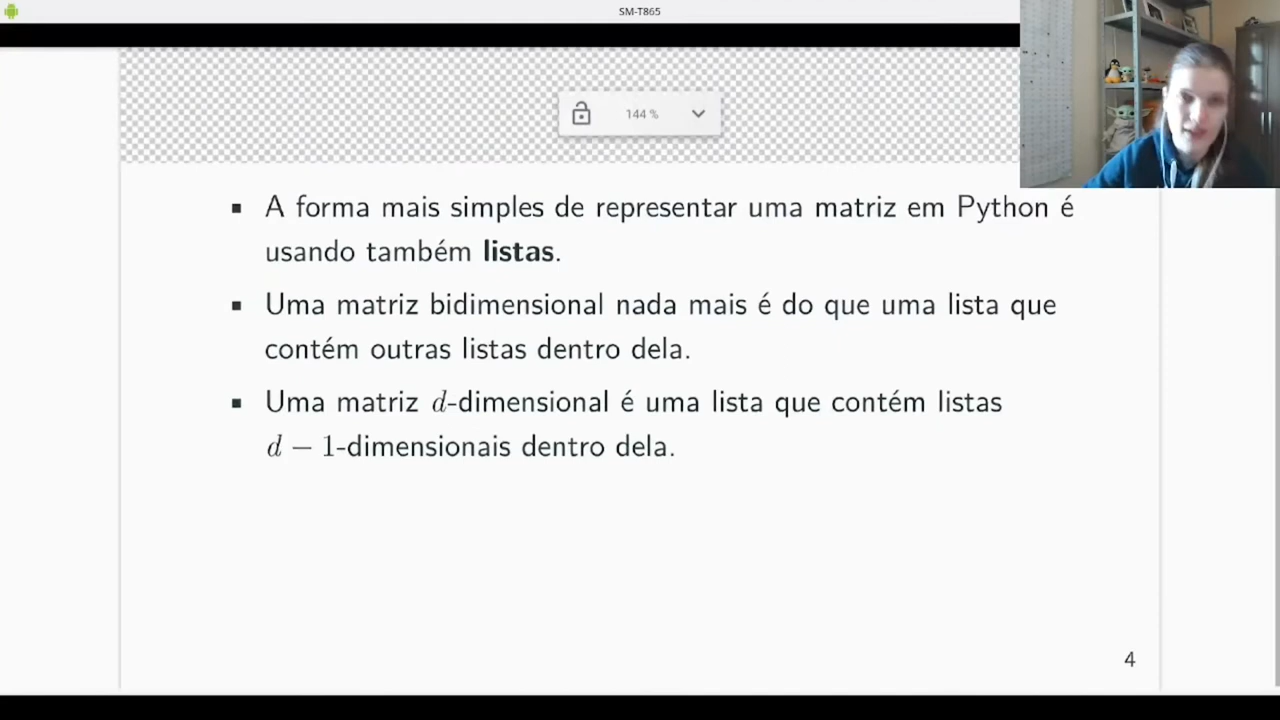 SM-T865
144 %
▪ A forma mais simples de representar uma matriz em Python é
usando também listas.
▪ Uma matriz bidimensional nada mais é do que uma lista que
contém outras listas dentro dela.
▪ Uma matriz d-dimensional é uma lista que contém listas
d − 1-dimensionais dentro dela.
4